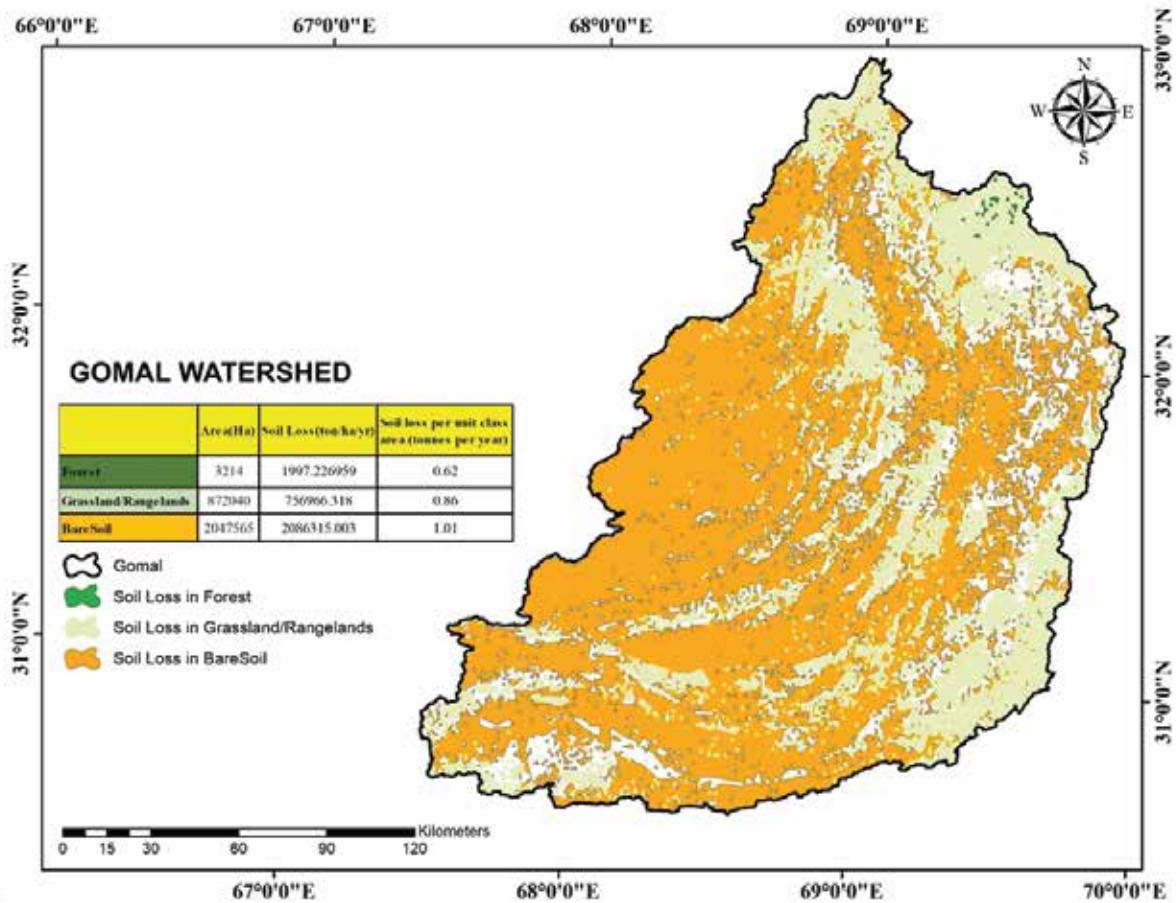 66°0'0"E 67°0'0"E 68°0'0"E 69°0'0"E
33°0'0"N
N
W E
S
32°0'0"N
32°0'0"N
GOMAL WATERSHED
Area(Ha) Soil Loss(ton/ha/yr) Soil loss per unit class
area (tonnes per year)
Forest 3214 1997.226959 0.62
Grassland/Rangelands 872040 756966.318 0.86
BareSoil 2047565 2086315.003 1.01
Gomal
Soil Loss in Forest
Soil Loss in Grassland/Rangelands
Soil Loss in BareSoil
31°0'0"N
31°0'0"N
Kilometers
0 15 30 60 90 120
67°0'0"E 68°0'0"E 69°0'0"E 70°0'0"E